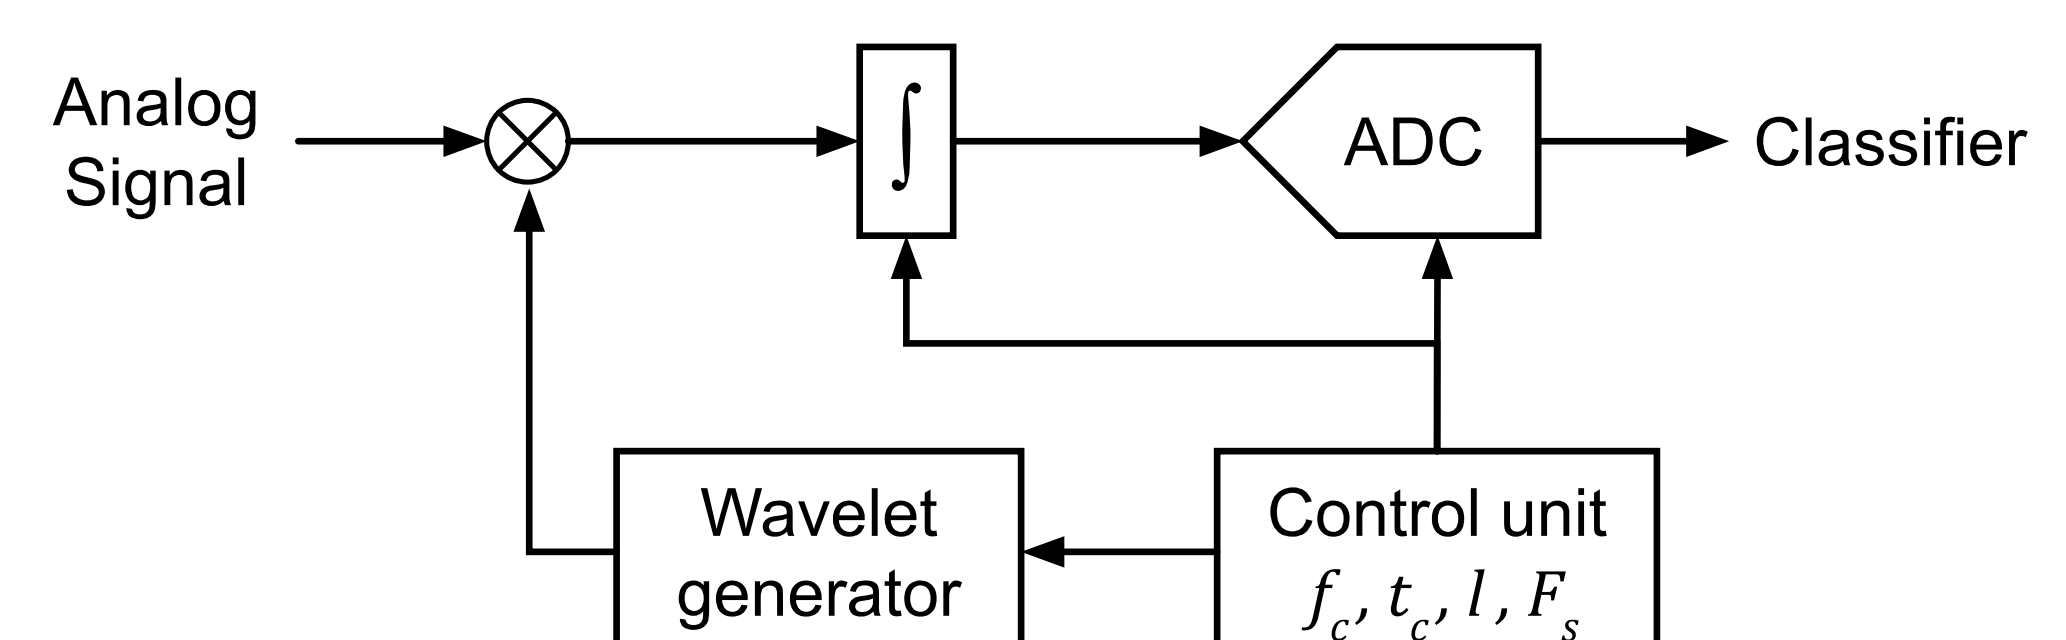 Analog
Signal
∫
ADC
Classifier
Wavelet
generator
Control unit
f_c, t_c, l, F_s